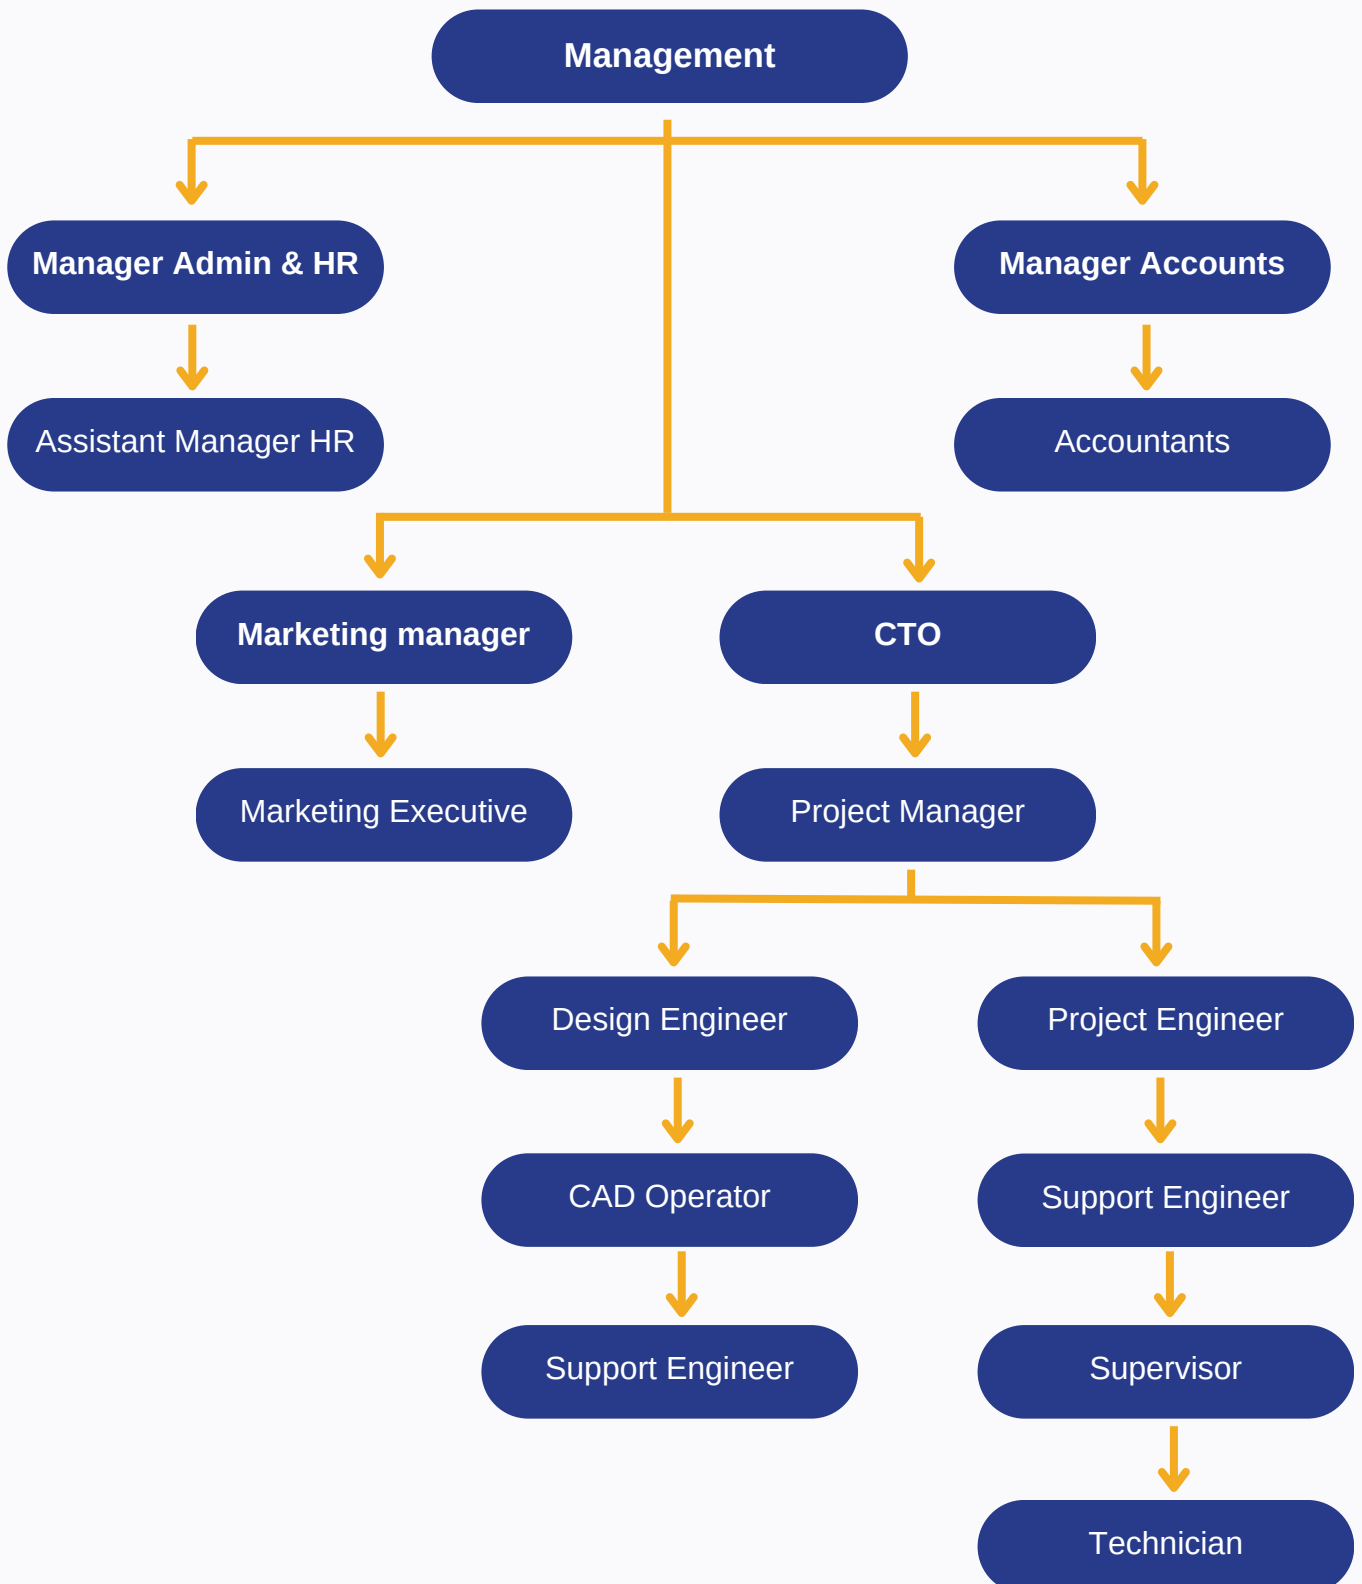 Management
Manager Admin & HR
Manager Accounts
Assistant Manager HR
Accountants
Marketing manager
CTO
Marketing Executive
Project Manager
Design Engineer
Project Engineer
CAD Operator
Support Engineer
Support Engineer
Supervisor
Technician